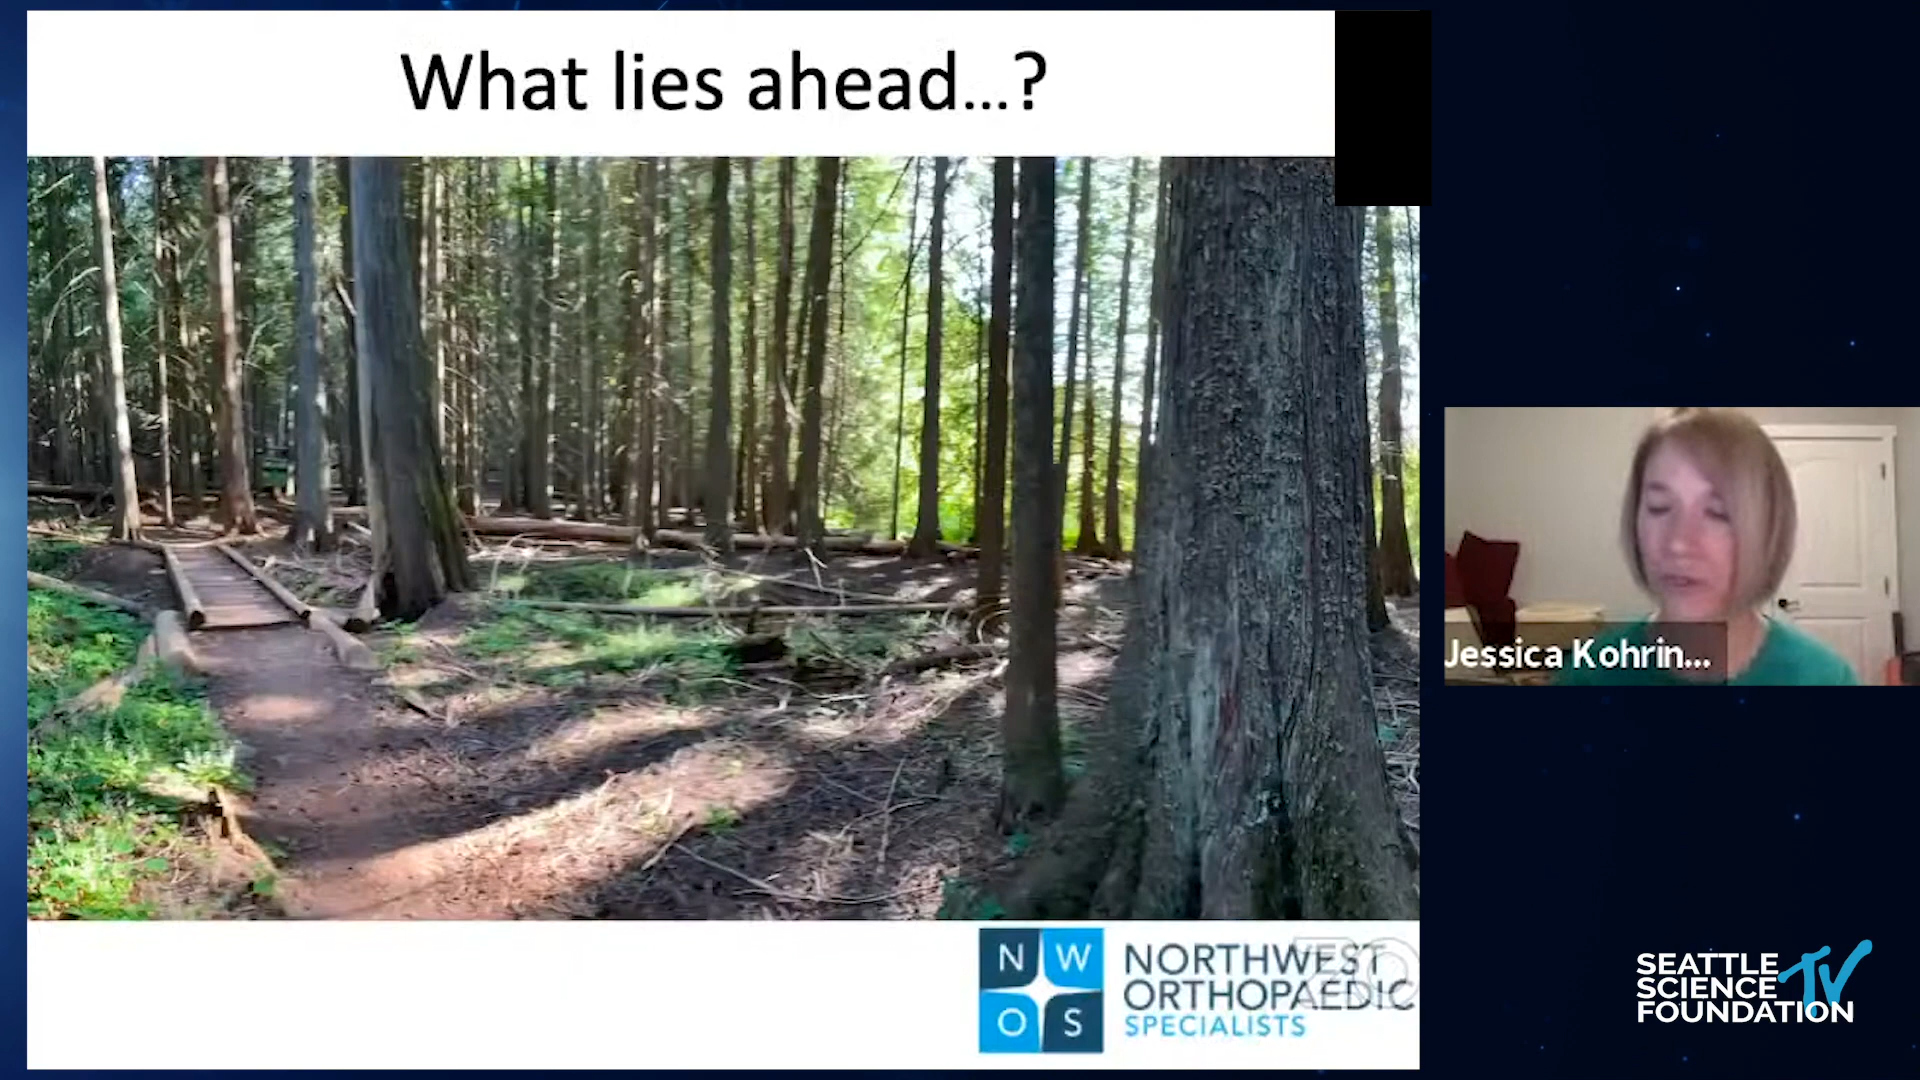 What lies ahead...?
Jessica Kohrin...
N W
O S
NORTHWEST
ORTHOPAEDIC
SPECIALISTS
SEATTLE
SCIENCE
FOUNDATION
TV